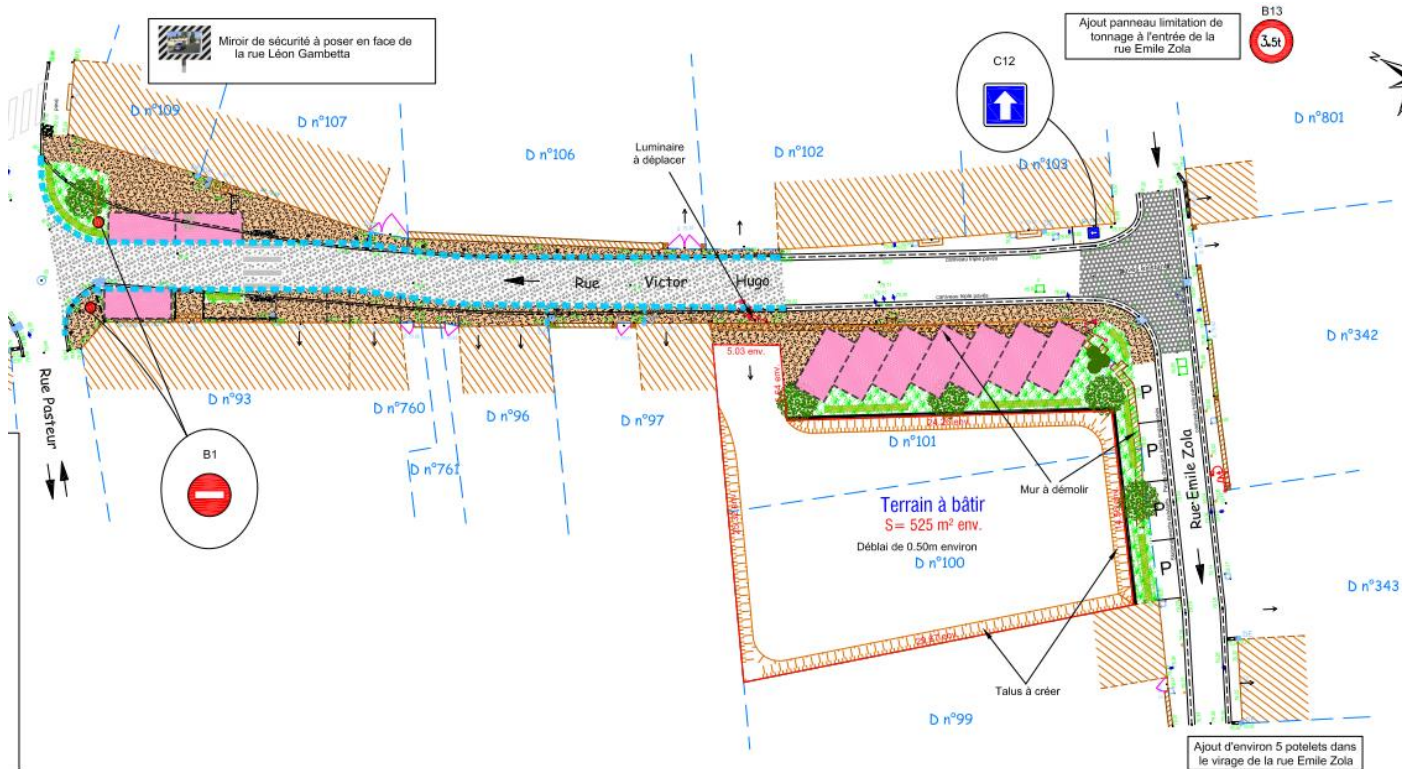 Miroir de sécurité à poser en face de
la rue Léon Gambetta
Ajout panneau limitation de
tonnage à l'entrée de la
rue Emile Zola
B13
3.5t
C12
D n°109
D n°107
D n°106
Luminaire
à déplacer
D n°102
D n°103
D n°801
Rue Victor Hugo
D n°342
5.03 env.
Rue Pasteur
D n°93
D n°760
D n°96
D n°97
D n°761
24.28 env.
D n°101
P
P
P
P
Rue Emile Zola
B1
Mur à démolir
Terrain à bâtir
S= 525 m² env.
Déblai de 0.50m environ
D n°100
D n°343
Talus à créer
D n°99
Ajout d'environ 5 potelets dans
le virage de la rue Emile Zola